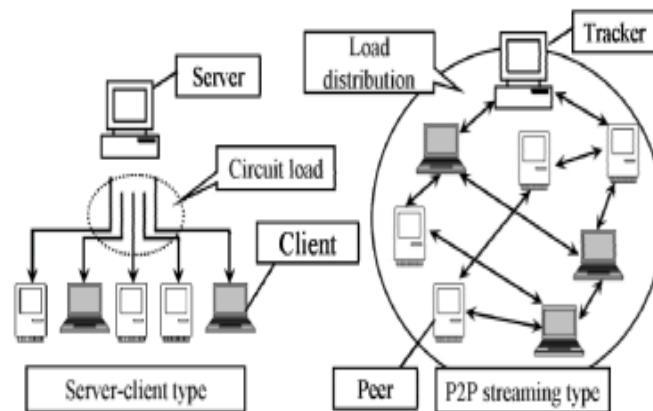 Server
Circuit load
Client
Server-client type
Load
distribution
Tracker
Peer
P2P streaming type